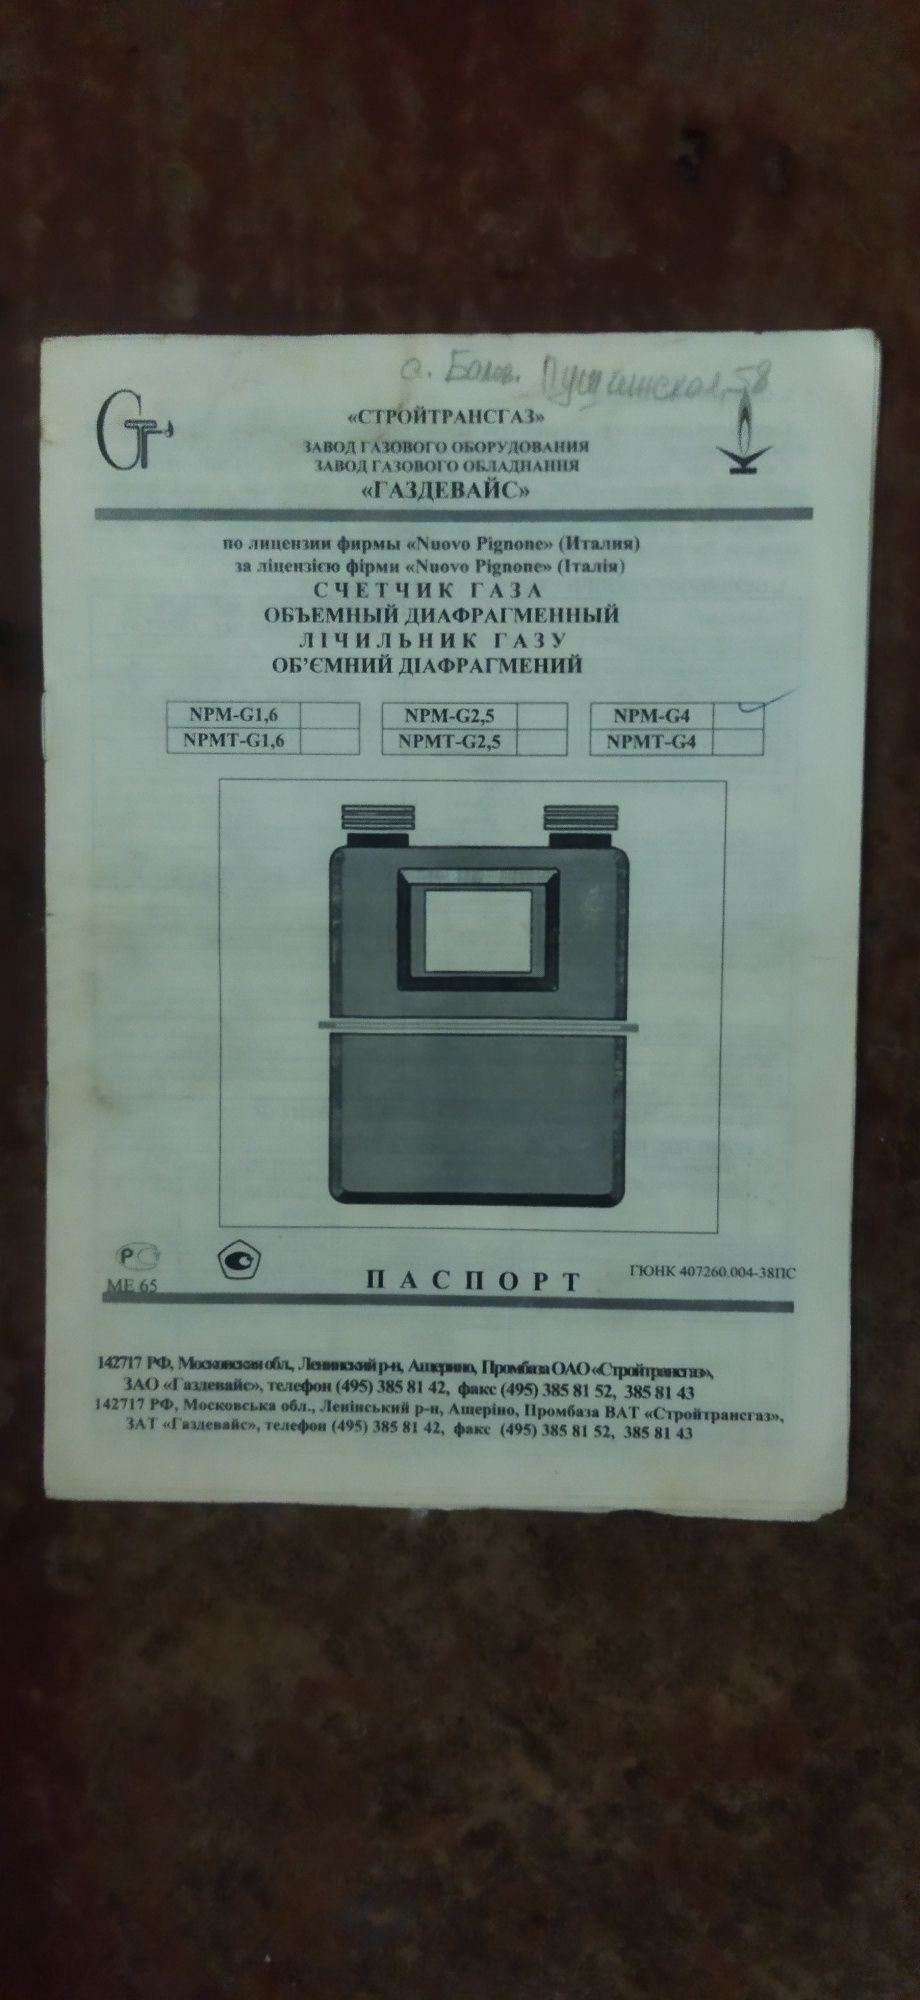 с. Балов. Пушкинская, 58
«СТРОЙТРАНСГАЗ»
ЗАВОД ГАЗОВОГО ОБОРУДОВАНИЯ
ЗАВОД ГАЗОВОГО ОБЛАДНАННЯ
«ГАЗДЕВАЙС»
по лицензии фирмы «Nuovo Pignone» (Италия)
за ліцензією фірми «Nuovo Pignone» (Італія)
СЧЕТЧИК ГАЗА
ОБЪЕМНЫЙ ДИАФРАГМЕННЫЙ
ЛІЧИЛЬНИК ГАЗУ
ОБ’ЄМНИЙ ДІАФРАГМЕНИЙ
NPM-G1,6 NPM-G2,5 NPM-G4
NPMT-G1,6 NPMT-G2,5 NPMT-G4
МЕ 65
ПАСПОРТ
ГЮНК 407260.004-38ПС
142717 РФ, Московская обл., Ленинский р-н, Ащерино, Промбаза ОАО «Стройтрансгаз»,
ЗАО «Газдевайс», телефон (495) 385 81 42, факс (495) 385 81 52, 385 81 43
142717 РФ, Московська обл., Ленінський р-н, Ащеріно, Промбаза ВАТ «Стройтрансгаз»,
ЗАТ «Газдевайс», телефон (495) 385 81 42, факс (495) 385 81 52, 385 81 43